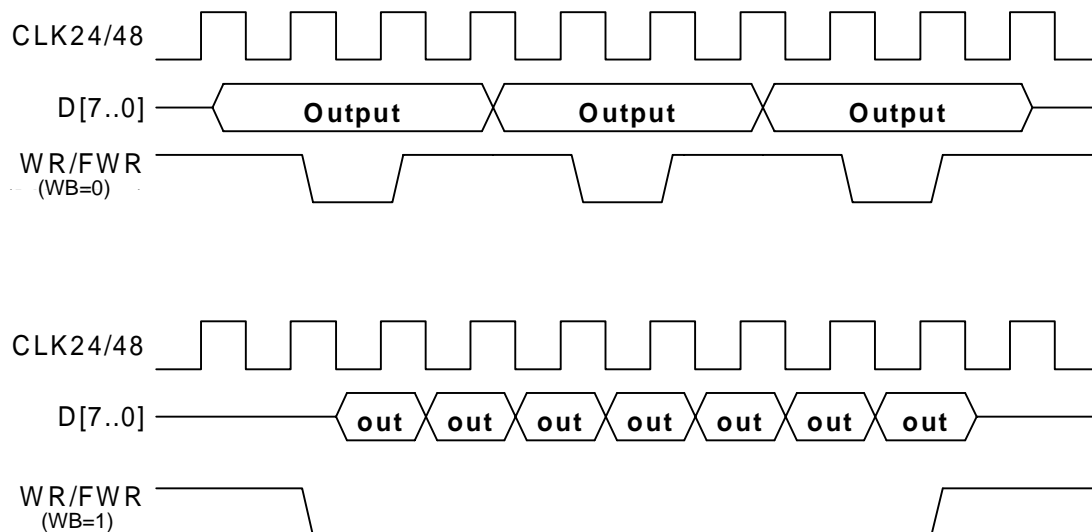 CLK24/48
D[7..0] Output Output Output
WR/FWR
(WB=0)
CLK24/48
D[7..0] out out out out out out out
WR/FWR
(WB=1)